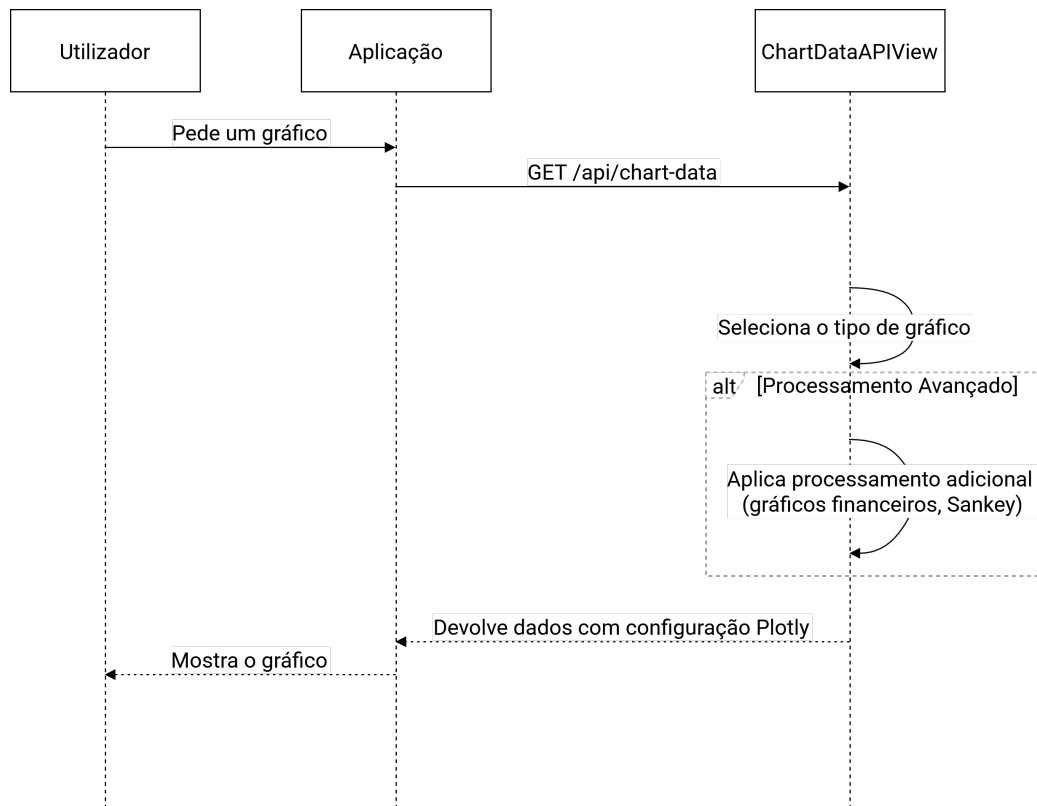 Utilizador
Aplicação
ChartDataAPIView
Pede um gráfico
GET /api/chart-data
Seleciona o tipo de gráfico
alt
[Processamento Avançado]
Aplica processamento adicional
(gráficos financeiros, Sankey)
Devolve dados com configuração Plotly
Mostra o gráfico